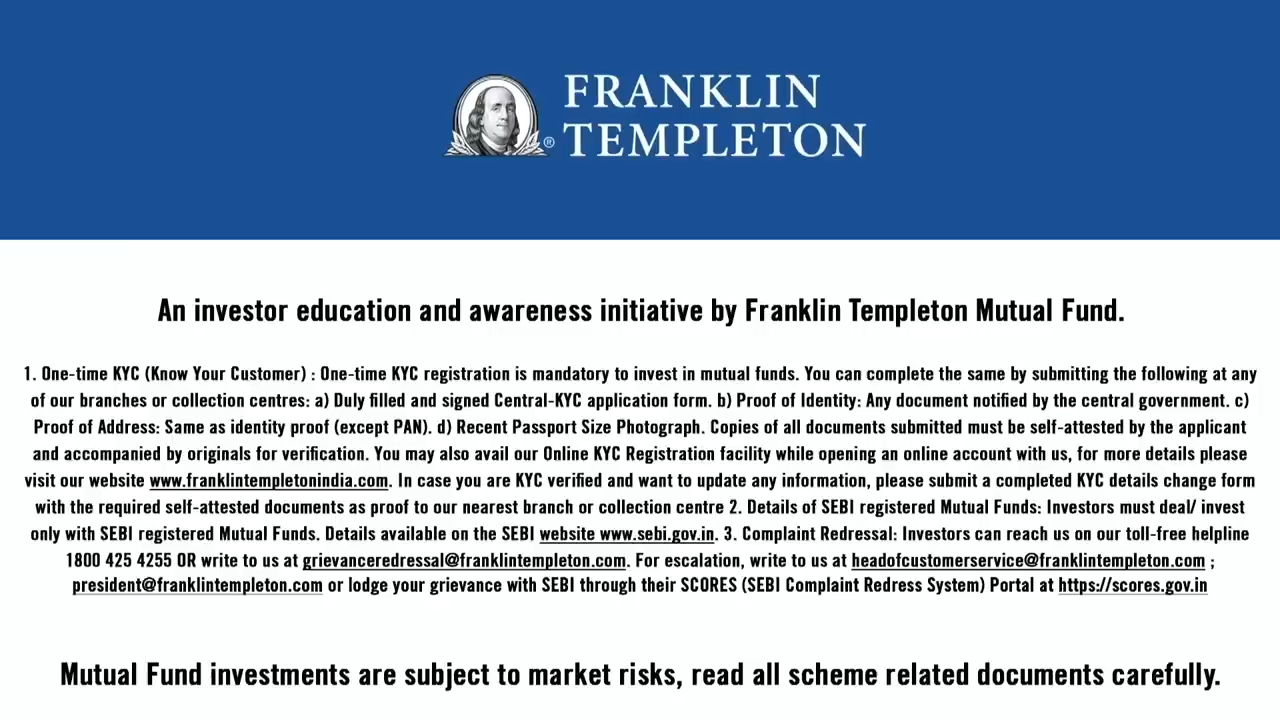 FRANKLIN
TEMPLETON
®
An investor education and awareness initiative by Franklin Templeton Mutual Fund.
1. One-time KYC (Know Your Customer) : One-time KYC registration is mandatory to invest in mutual funds. You can complete the same by submitting the following at any
of our branches or collection centres: a) Duly filled and signed Central-KYC application form. b) Proof of Identity: Any document notified by the central government. c)
Proof of Address: Same as identity proof (except PAN). d) Recent Passport Size Photograph. Copies of all documents submitted must be self-attested by the applicant
and accompanied by originals for verification. You may also avail our Online KYC Registration facility while opening an online account with us, for more details please
visit our website www.franklintempletonindia.com. In case you are KYC verified and want to update any information, please submit a completed KYC details change form
with the required self-attested documents as proof to our nearest branch or collection centre 2. Details of SEBI registered Mutual Funds: Investors must deal/ invest
only with SEBI registered Mutual Funds. Details available on the SEBI website www.sebi.gov.in. 3. Complaint Redressal: Investors can reach us on our toll-free helpline
1800 425 4255 OR write to us at grievanceredressal@franklintempleton.com. For escalation, write to us at headofcustomerservice@franklintempleton.com ;
president@franklintempleton.com or lodge your grievance with SEBI through their SCORES (SEBI Complaint Redress System) Portal at https://scores.gov.in
Mutual Fund investments are subject to market risks, read all scheme related documents carefully.